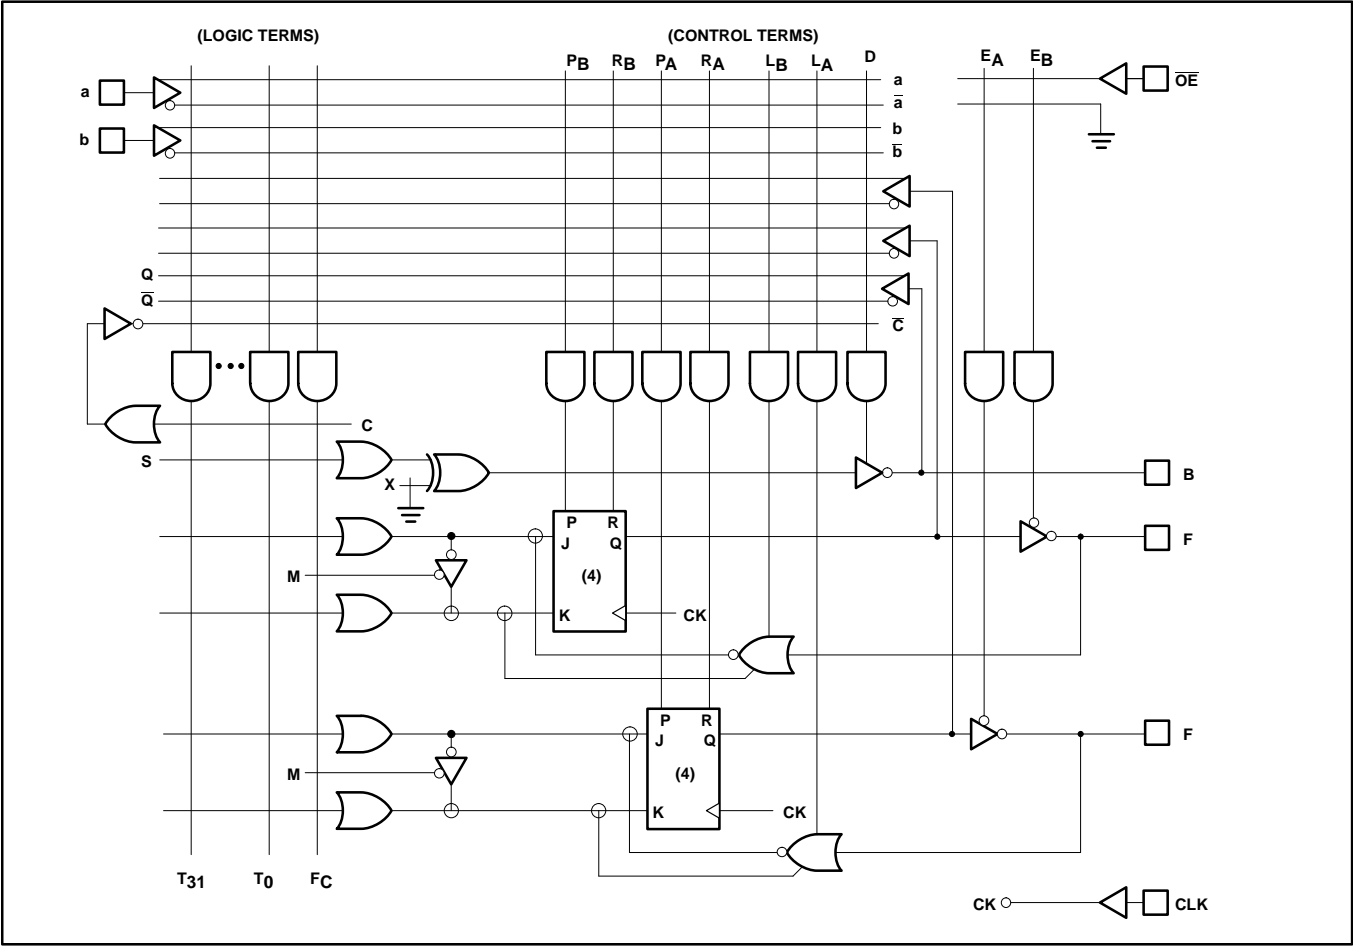 (LOGIC TERMS) (CONTROL TERMS)
PB RB PA RA LB LA D EA EB
a a OE
a
b b
b
Q
Q
C
C
S
X B
P R
J Q F
(4)
M
K CK
P R
J Q F
(4)
M
K CK
T31 T0 FC
CK CLK